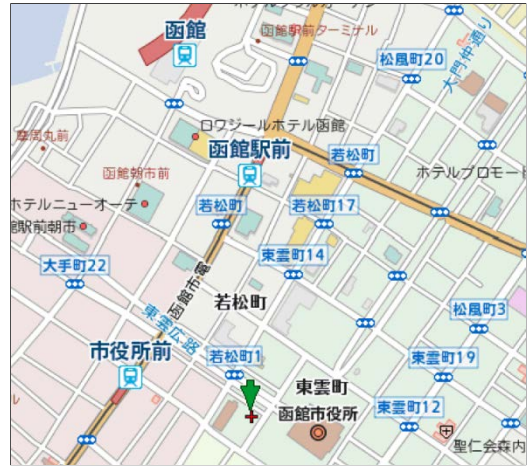 函館
函館駅前ターミナル
松風町20
大門仲通り
ロワジールホテル函館
摩周丸前
函館駅前
若松町
函館朝市前
ホテルプロモート
ホテルニューオーテ
若松町
若松町17
館駅前朝市
東雲町14
大手町22
函館市電
若松町
東雲広路
松風町3
市役所前
若松町1
東雲町19
東雲町
函館市役所
東雲町12
聖仁会森内